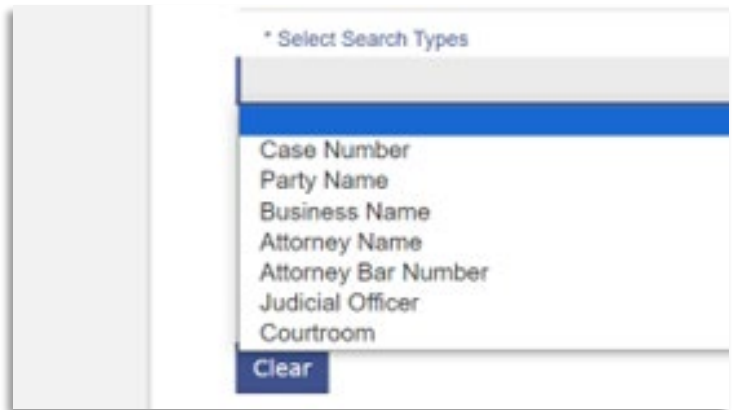 * Select Search Types
Case Number
Party Name
Business Name
Attorney Name
Attorney Bar Number
Judicial Officer
Courtroom
Clear